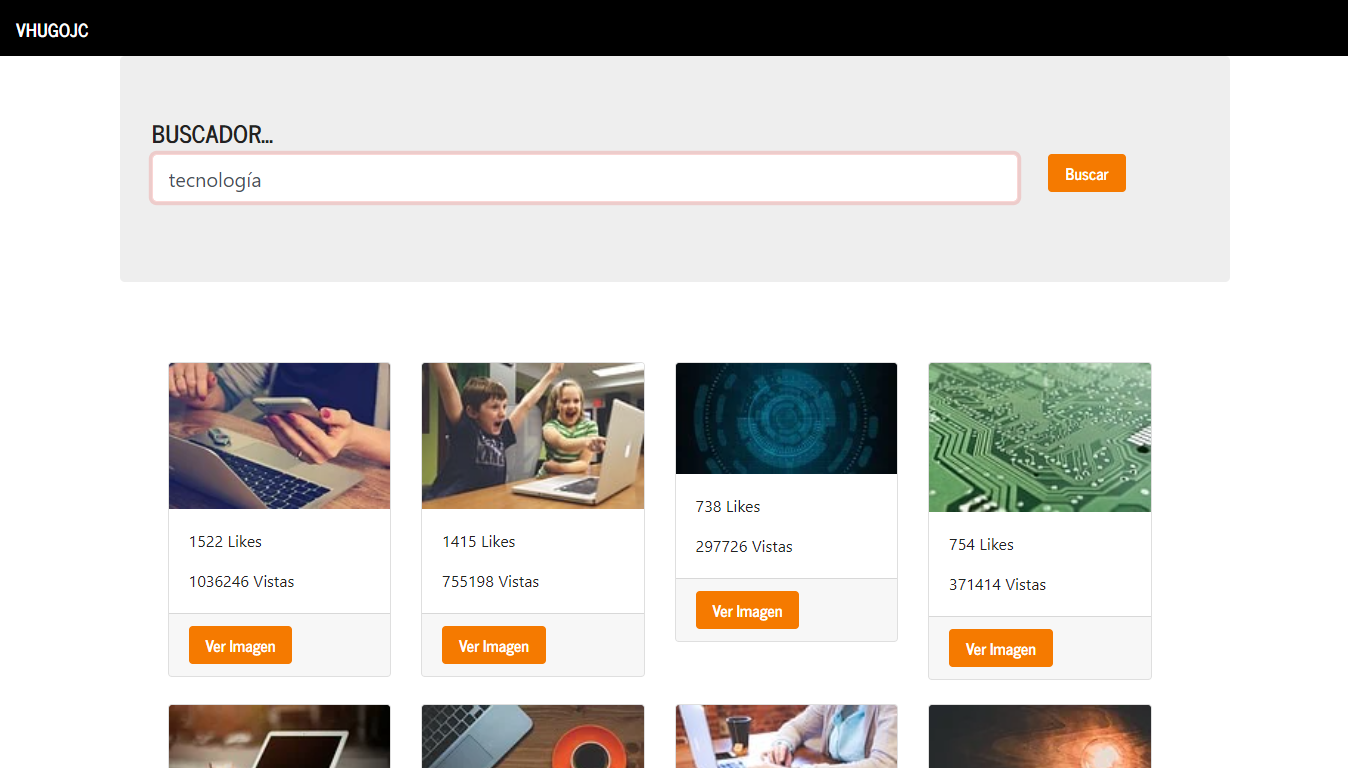 VHUGOJC
BUSCADOR...
tecnología
Buscar
1522 Likes
1036246 Vistas
Ver Imagen
1415 Likes
755198 Vistas
Ver Imagen
738 Likes
297726 Vistas
Ver Imagen
754 Likes
371414 Vistas
Ver Imagen